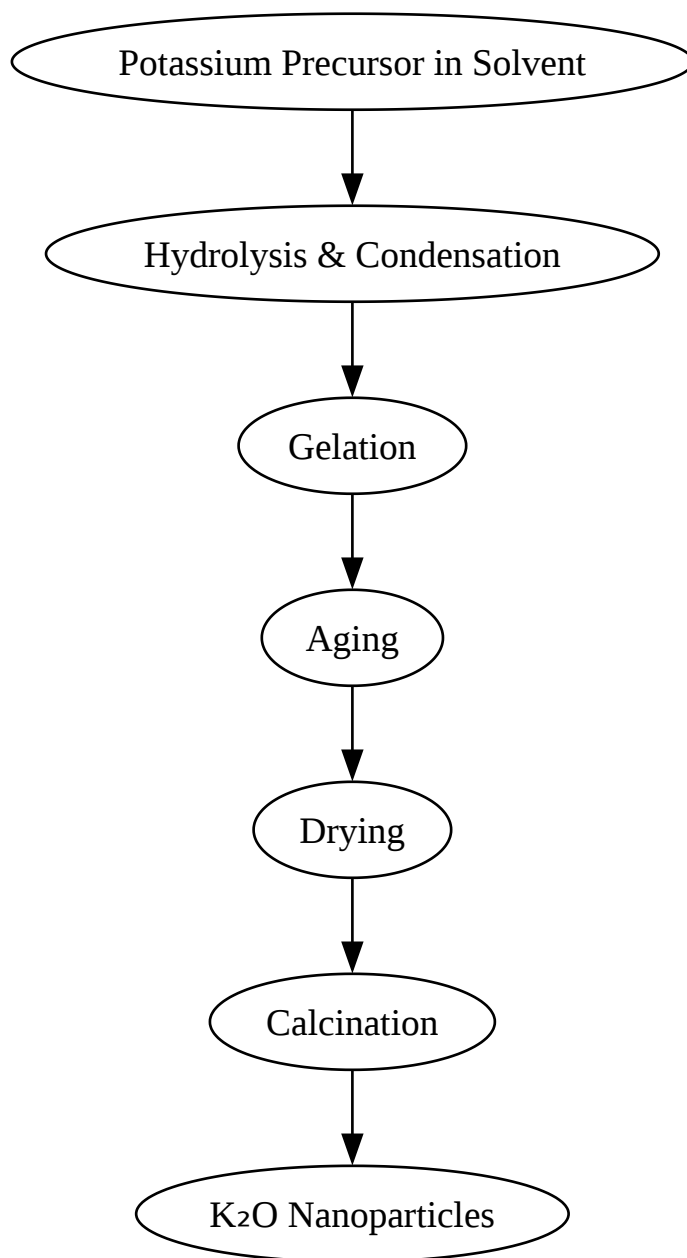 Potassium Precursor in Solvent
Hydrolysis & Condensation
Gelation
Aging
Drying
Calcination
K₂O Nanoparticles